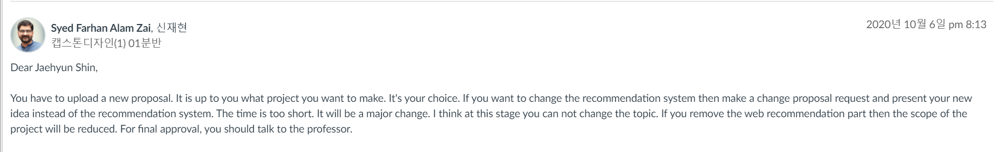 Syed Farhan Alam Zai, 신재현
2020년 10월 6일 pm 8:13
캡스톤디자인(1) 01분반
Dear Jaehyun Shin,
You have to upload a new proposal. It is up to you what project you want to make. It's your choice. If you want to change the recommendation system then make a change proposal request and present your new
idea instead of the recommendation system. The time is too short. It will be a major change. I think at this stage you can not change the topic. If you remove the web recommendation part then the scope of the
project will be reduced. For final approval, you should talk to the professor.